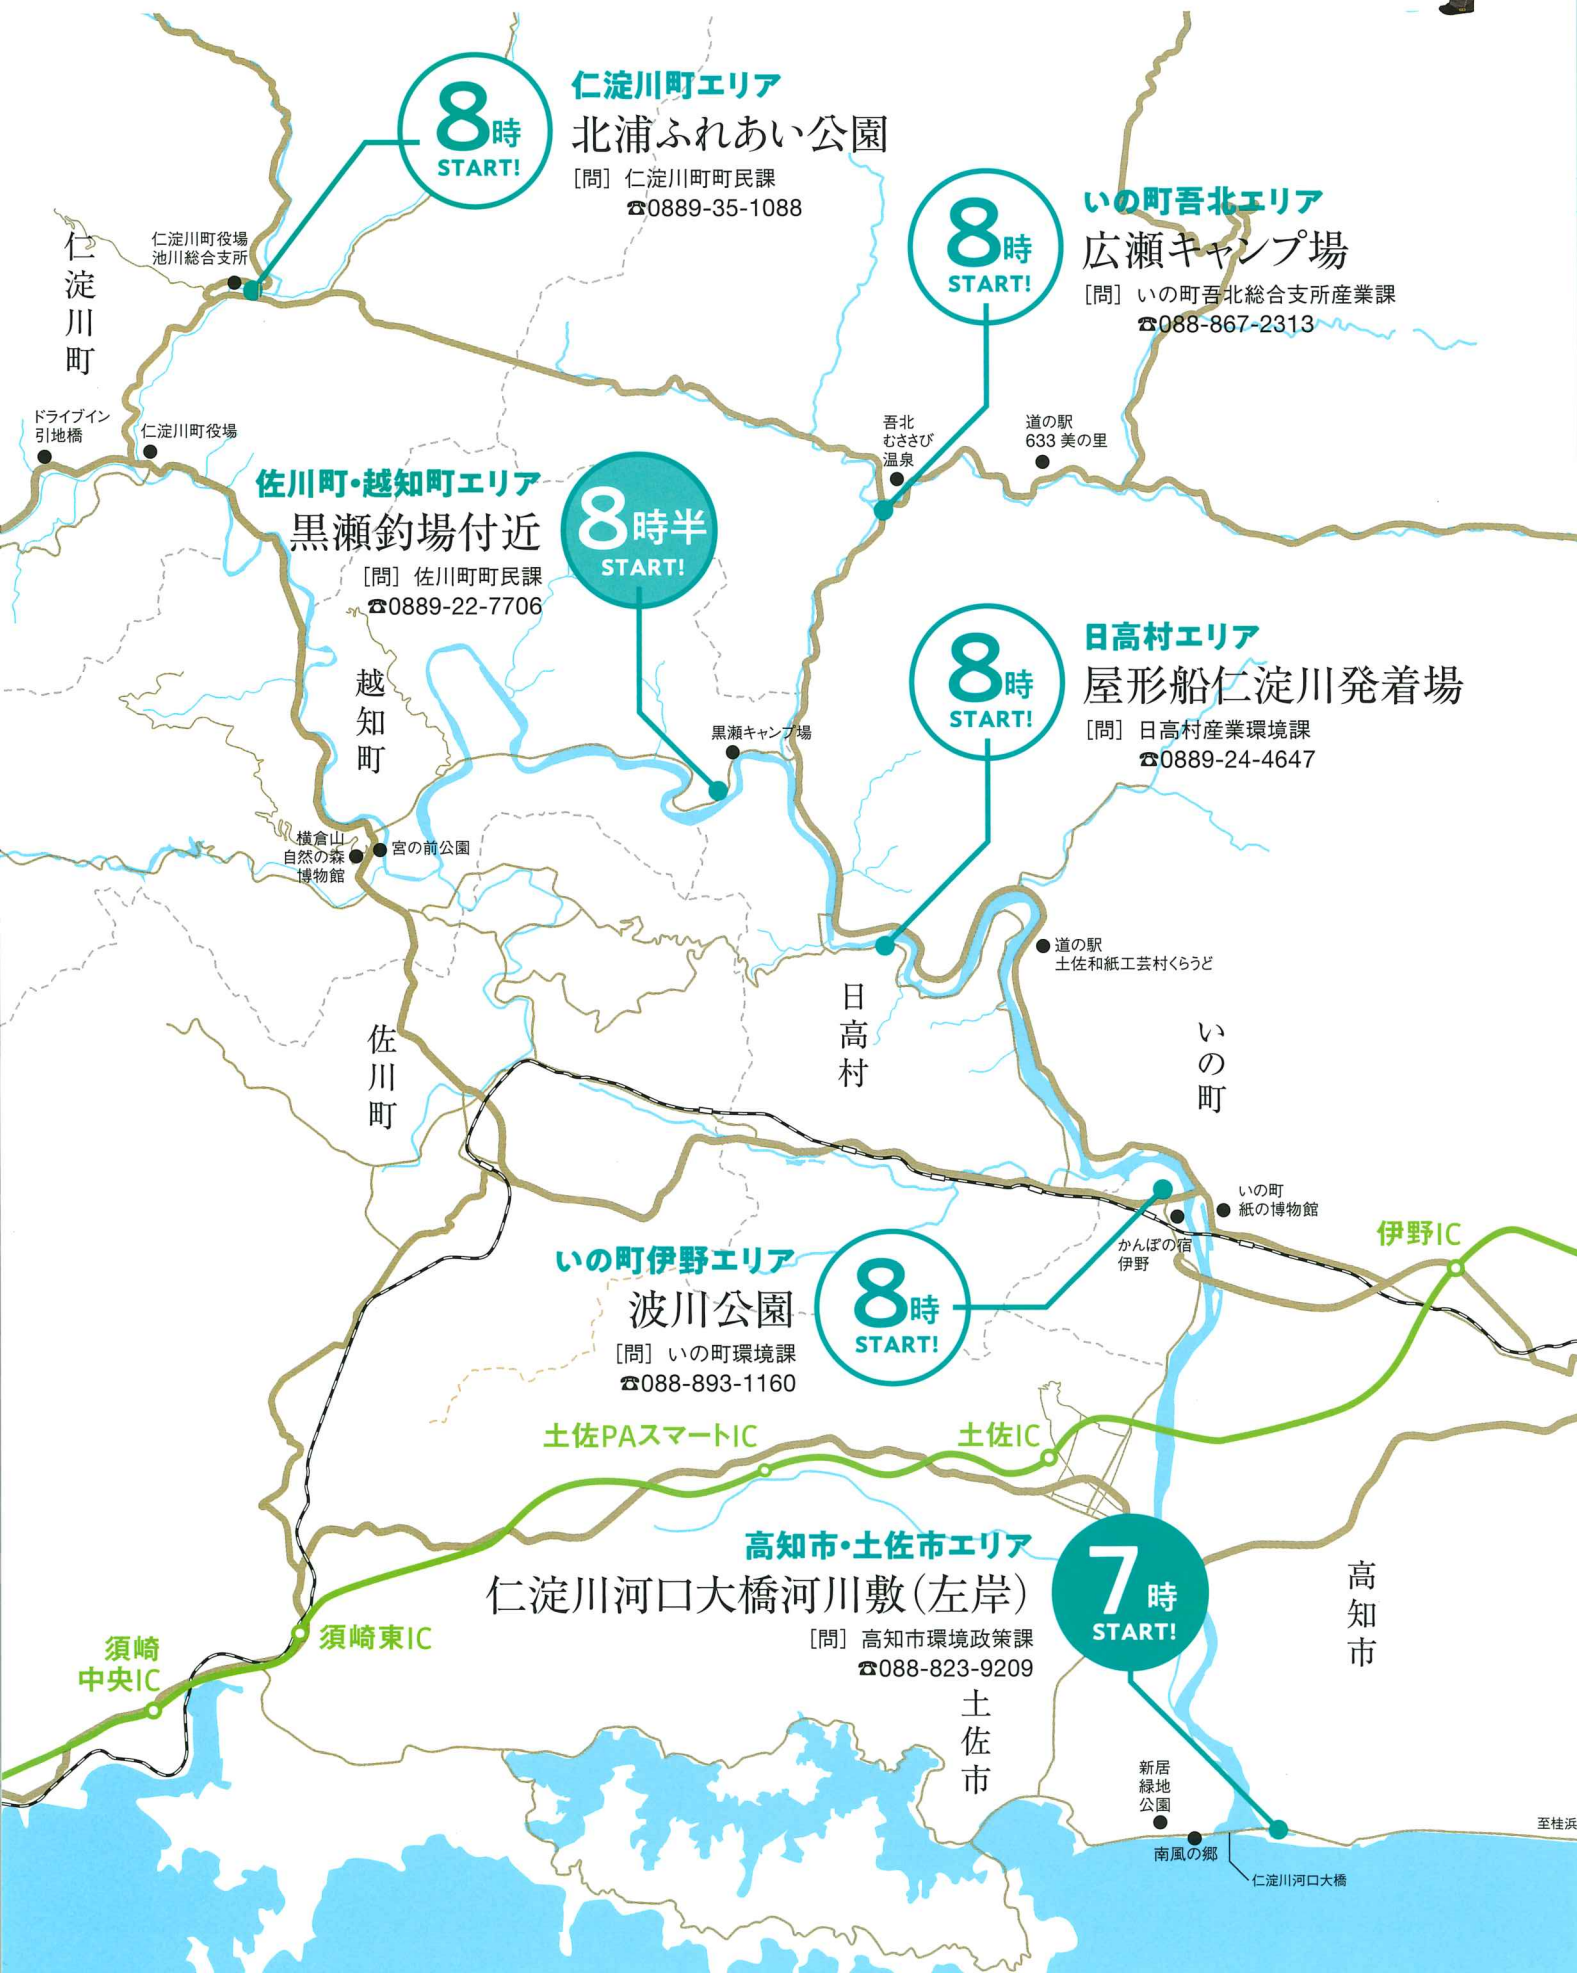 仁淀川町エリア
8時
START!
北浦ふれあい公園
［問］仁淀川町町民課
☎0889-35-1088
いの町吾北エリア
8時
START!
広瀬キャンプ場
［問］いの町吾北総合支所産業課
☎088-867-2313
仁淀川町
仁淀川町役場
池川総合支所
ドライブイン
引地橋
仁淀川町役場
吾北
むささび
温泉
道の駅
633 美の里
佐川町・越知町エリア
8時半
START!
黒瀬釣場付近
［問］佐川町町民課
☎0889-22-7706
日高村エリア
8時
START!
屋形船仁淀川発着場
［問］日高村産業環境課
☎0889-24-4647
越知町
黒瀬キャンプ場
横倉山
自然の森
博物館
宮の前公園
道の駅
土佐和紙工芸村くらうど
日高村
佐川町
いの町
いの町
紙の博物館
かんぽの宿
伊野
伊野IC
いの町伊野エリア
8時
START!
波川公園
［問］いの町環境課
☎088-893-1160
土佐PAスマートIC
土佐IC
高知市・土佐市エリア
7時
START!
仁淀川河口大橋河川敷（左岸）
［問］高知市環境政策課
☎088-823-9209
高知市
須崎東IC
須崎
中央IC
土佐市
新居
緑地
公園
南風の郷
仁淀川河口大橋
至桂浜